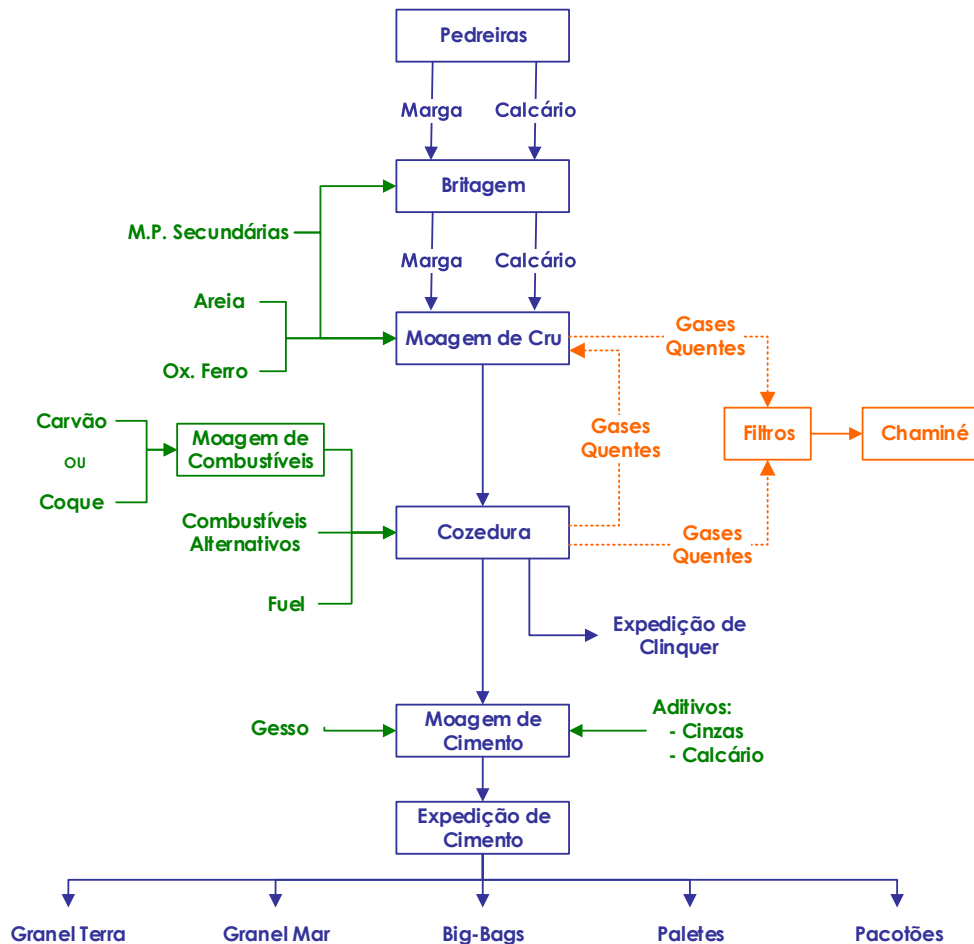 Pedreiras
Marga
Calcário
Britagem
M.P. Secundárias
Marga
Calcário
Areia
Moagem de Cru
Gases
Quentes
Ox. Ferro
Carvão
OU
Coque
Moagem de
Combustíveis
Gases
Quentes
Filtros
Chaminé
Combustíveis
Alternativos
Cozedura
Gases
Quentes
Fuel
Expedição de
Clinquer
Gesso
Moagem de
Cimento
Aditivos:
- Cinzas
- Calcário
Expedição de
Cimento
Granel Terra
Granel Mar
Big-Bags
Paletes
Pacotões